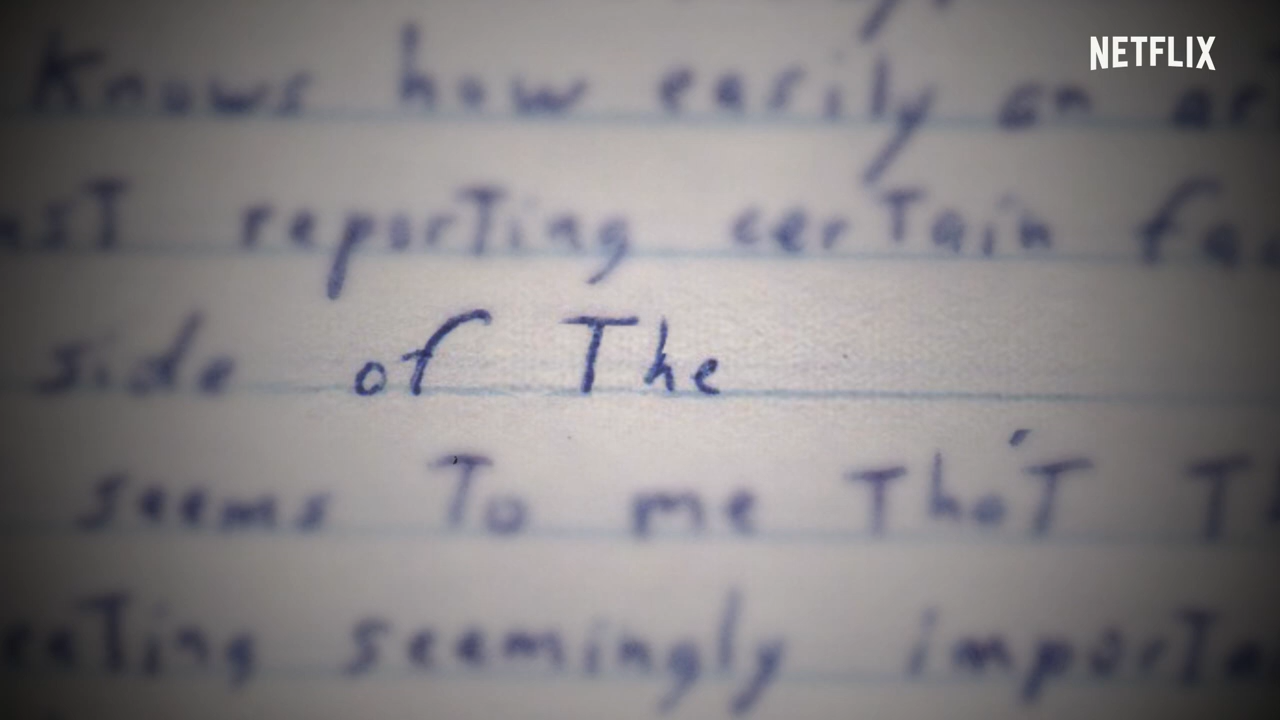 NETFLIX
knows how easily an
reporting certain
side of The
seems To me ThaT
seemingly